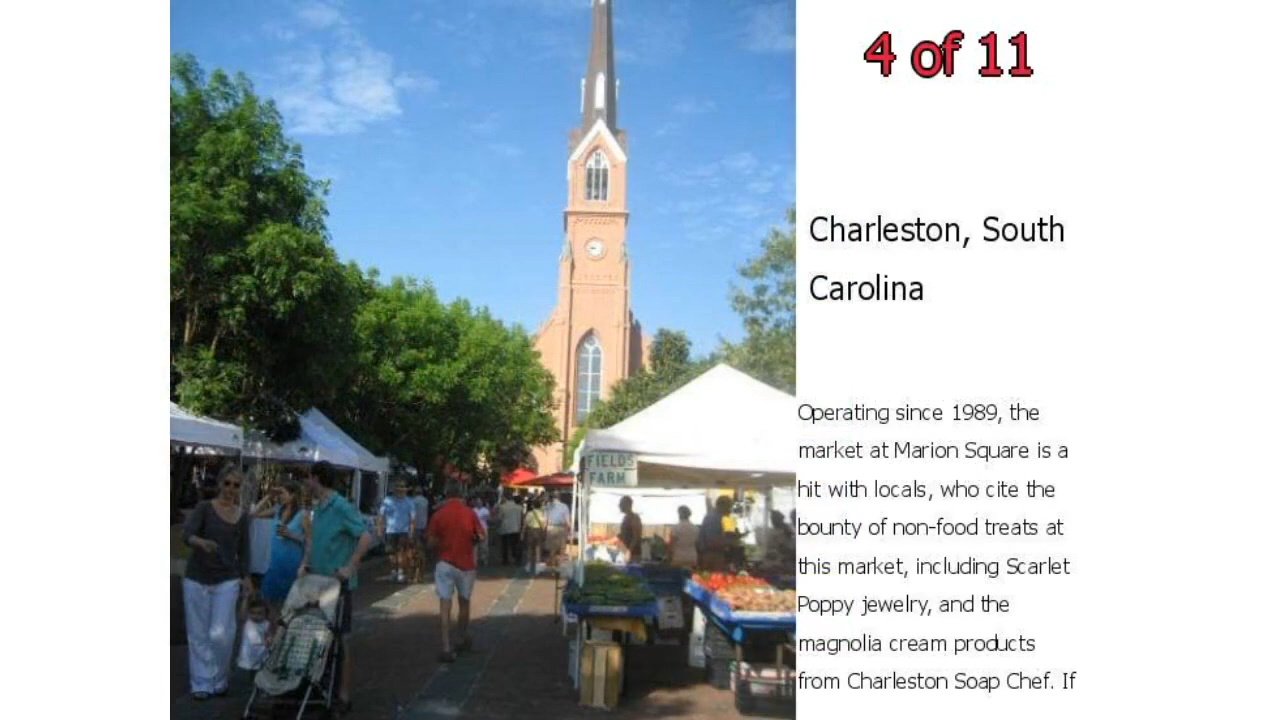 4 of 11
Charleston, South
Carolina
Operating since 1989, the
market at Marion Square is a
hit with locals, who cite the
bounty of non-food treats at
this market, including Scarlet
Poppy jewelry, and the
magnolia cream products
from Charleston Soap Chef. If
FIELDS
FARM